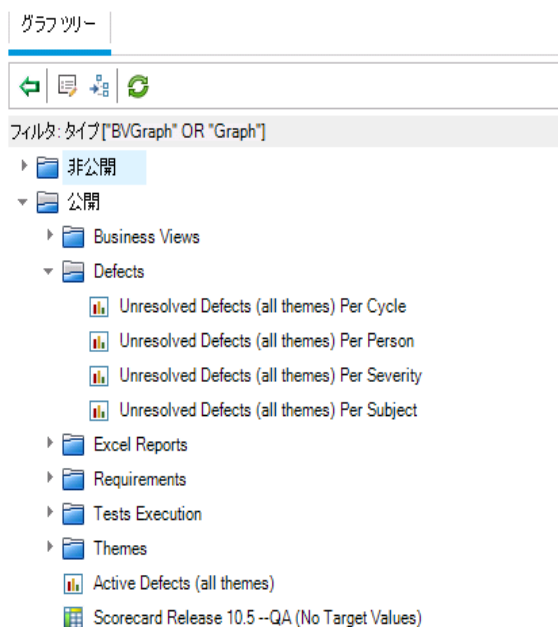 グラフ ツリー
フィルタ: タイプ["BVGraph" OR "Graph"]
非公開
公開
Business Views
Defects
Unresolved Defects (all themes) Per Cycle
Unresolved Defects (all themes) Per Person
Unresolved Defects (all themes) Per Severity
Unresolved Defects (all themes) Per Subject
Excel Reports
Requirements
Tests Execution
Themes
Active Defects (all themes)
Scorecard Release 10.5 --QA (No Target Values)